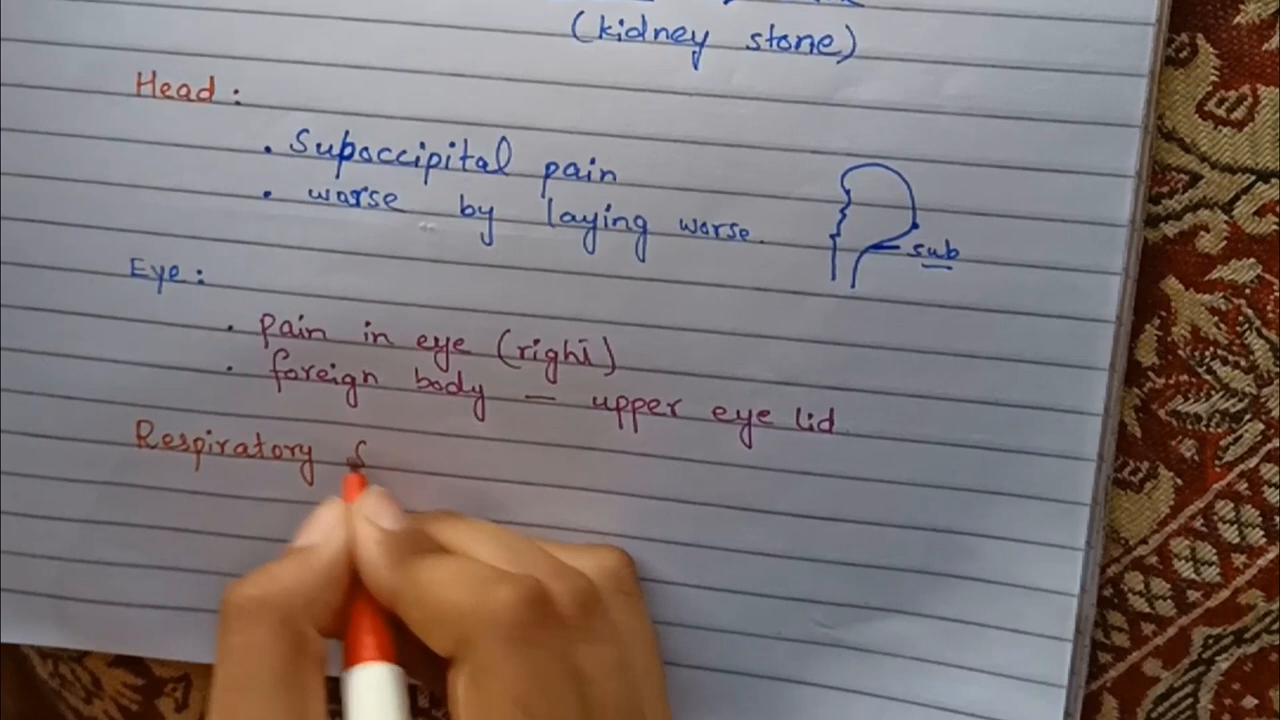 (kidney stone)
Head :
. Suboccipital pain
. worse by laying worse.
sub
Eye :
. pain in eye (right)
. foreign body — upper eye lid
Respiratory S